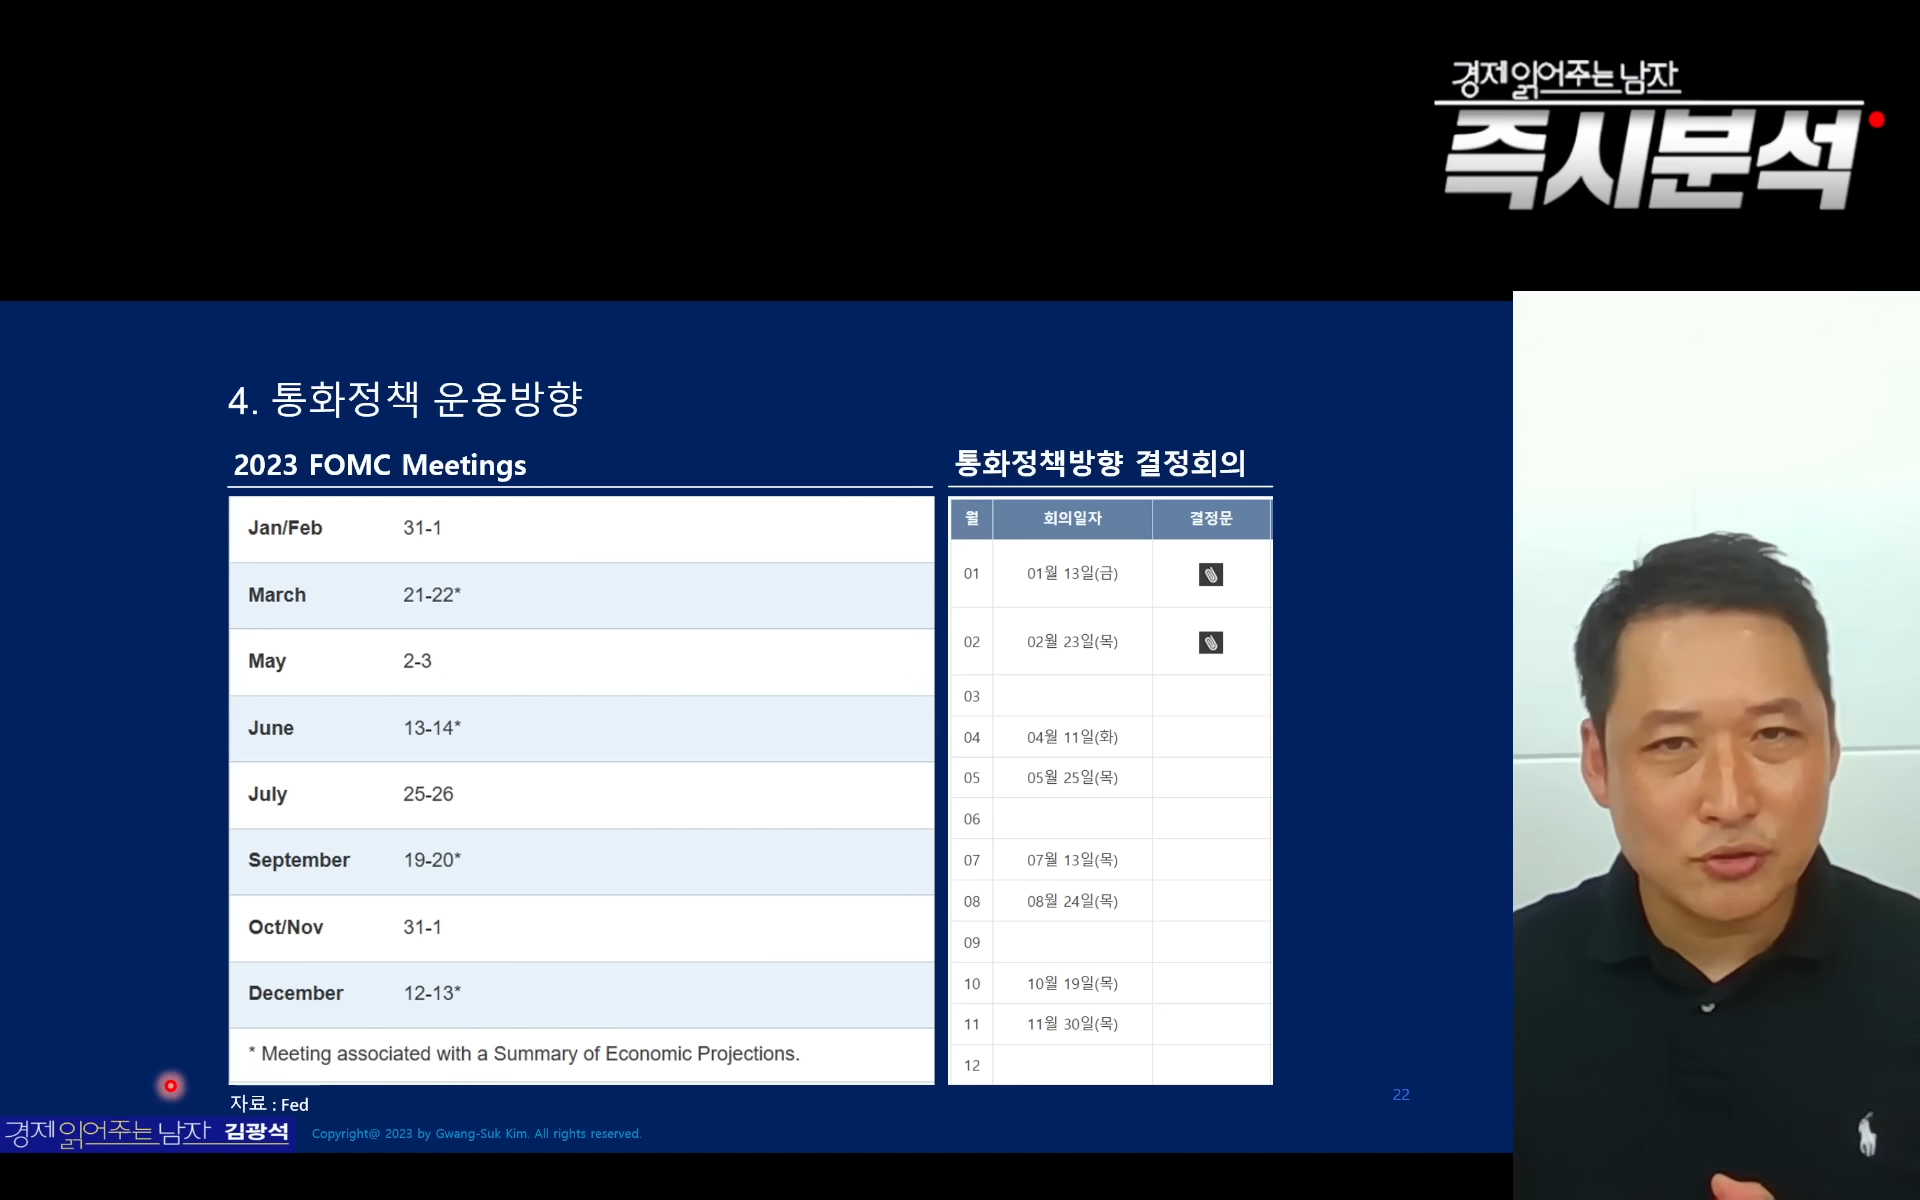 경제읽어주는남자
즉시분석
4. 통화정책 운용방향
2023 FOMC Meetings
Jan/Feb 31-1
March 21-22*
May 2-3
June 13-14*
July 25-26
September 19-20*
Oct/Nov 31-1
December 12-13*
* Meeting associated with a Summary of Economic Projections.
통화정책방향 결정회의
월 회의일자 결정문
01 01월 13일(금)
02 02월 23일(목)
03
04 04월 11일(화)
05 05월 25일(목)
06
07 07월 13일(목)
08 08월 24일(목)
09
10 10월 19일(목)
11 11월 30일(목)
12
자료 : Fed
22
경제읽어주는남자 김광석
Copyright@ 2023 by Gwang-Suk Kim. All rights reserved.